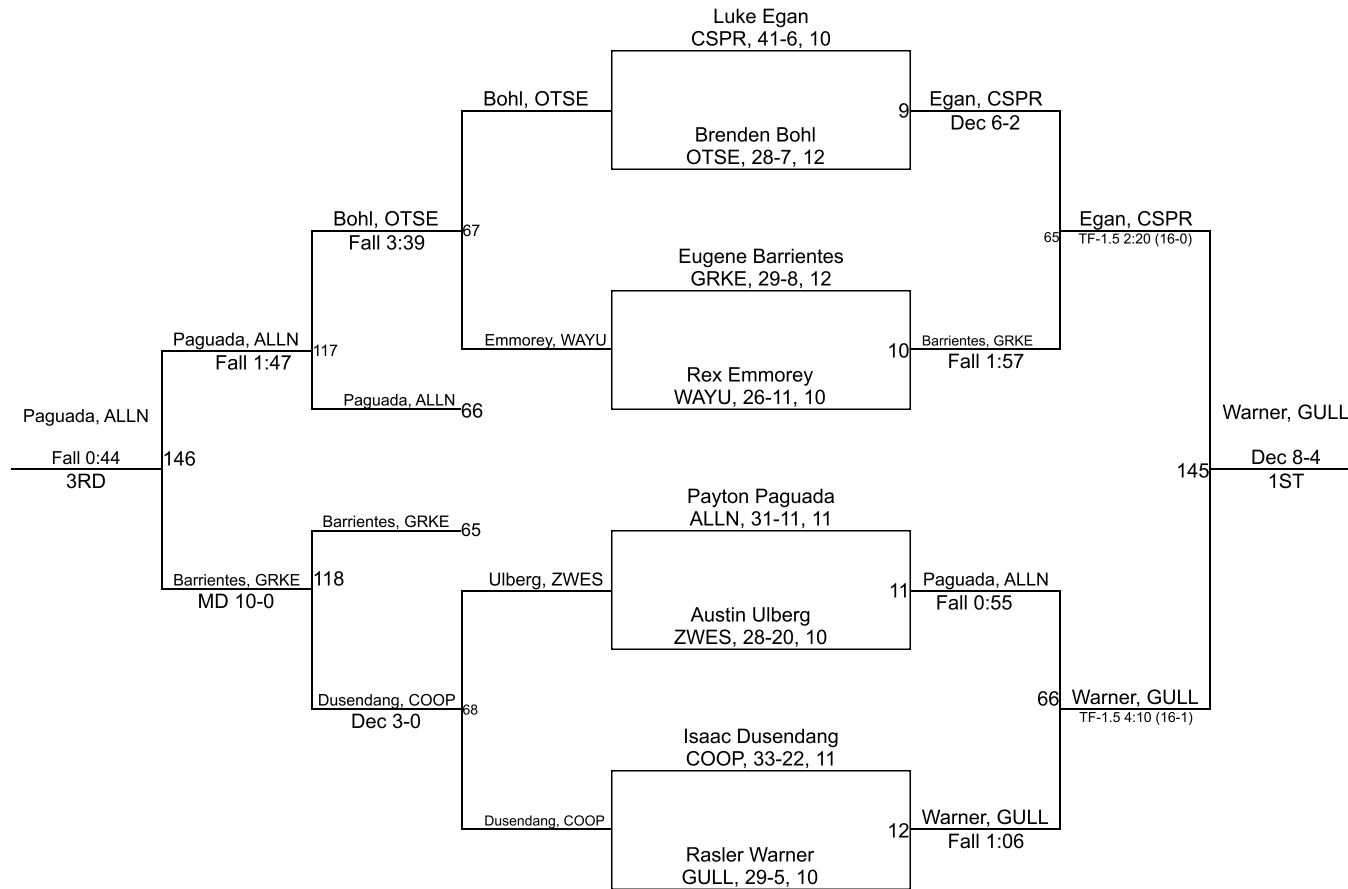 Luke Egan
CSPR, 41-6, 10
Bohl, OTSE
9
Egan, CSPR
Dec 6-2
Brenden Bohl
OTSE, 28-7, 12
Bohl, OTSE
Fall 3:39
67
Egan, CSPR
65
TF-1.5 2:20 (16-0)
Eugene Barrientes
GRKE, 29-8, 12
Paguada, ALLN
Fall 1:47
117
Emmorey, WAYU
10
Barrientes, GRKE
Fall 1:57
Rex Emmorey
WAYU, 26-11, 10
Paguada, ALLN
66
Paguada, ALLN
Warner, GULL
Fall 0:44
3RD
146
145
Dec 8-4
1ST
Payton Paguada
ALLN, 31-11, 11
Barrientes, GRKE
65
Barrientes, GRKE
MD 10-0
118
Ulberg, ZWES
11
Paguada, ALLN
Fall 0:55
Austin Ulberg
ZWES, 28-20, 10
Dusendang, COOP
Dec 3-0
68
66
Warner, GULL
TF-1.5 4:10 (16-1)
Isaac Dusendang
COOP, 33-22, 11
Dusendang, COOP
12
Warner, GULL
Fall 1:06
Rasler Warner
GULL, 29-5, 10